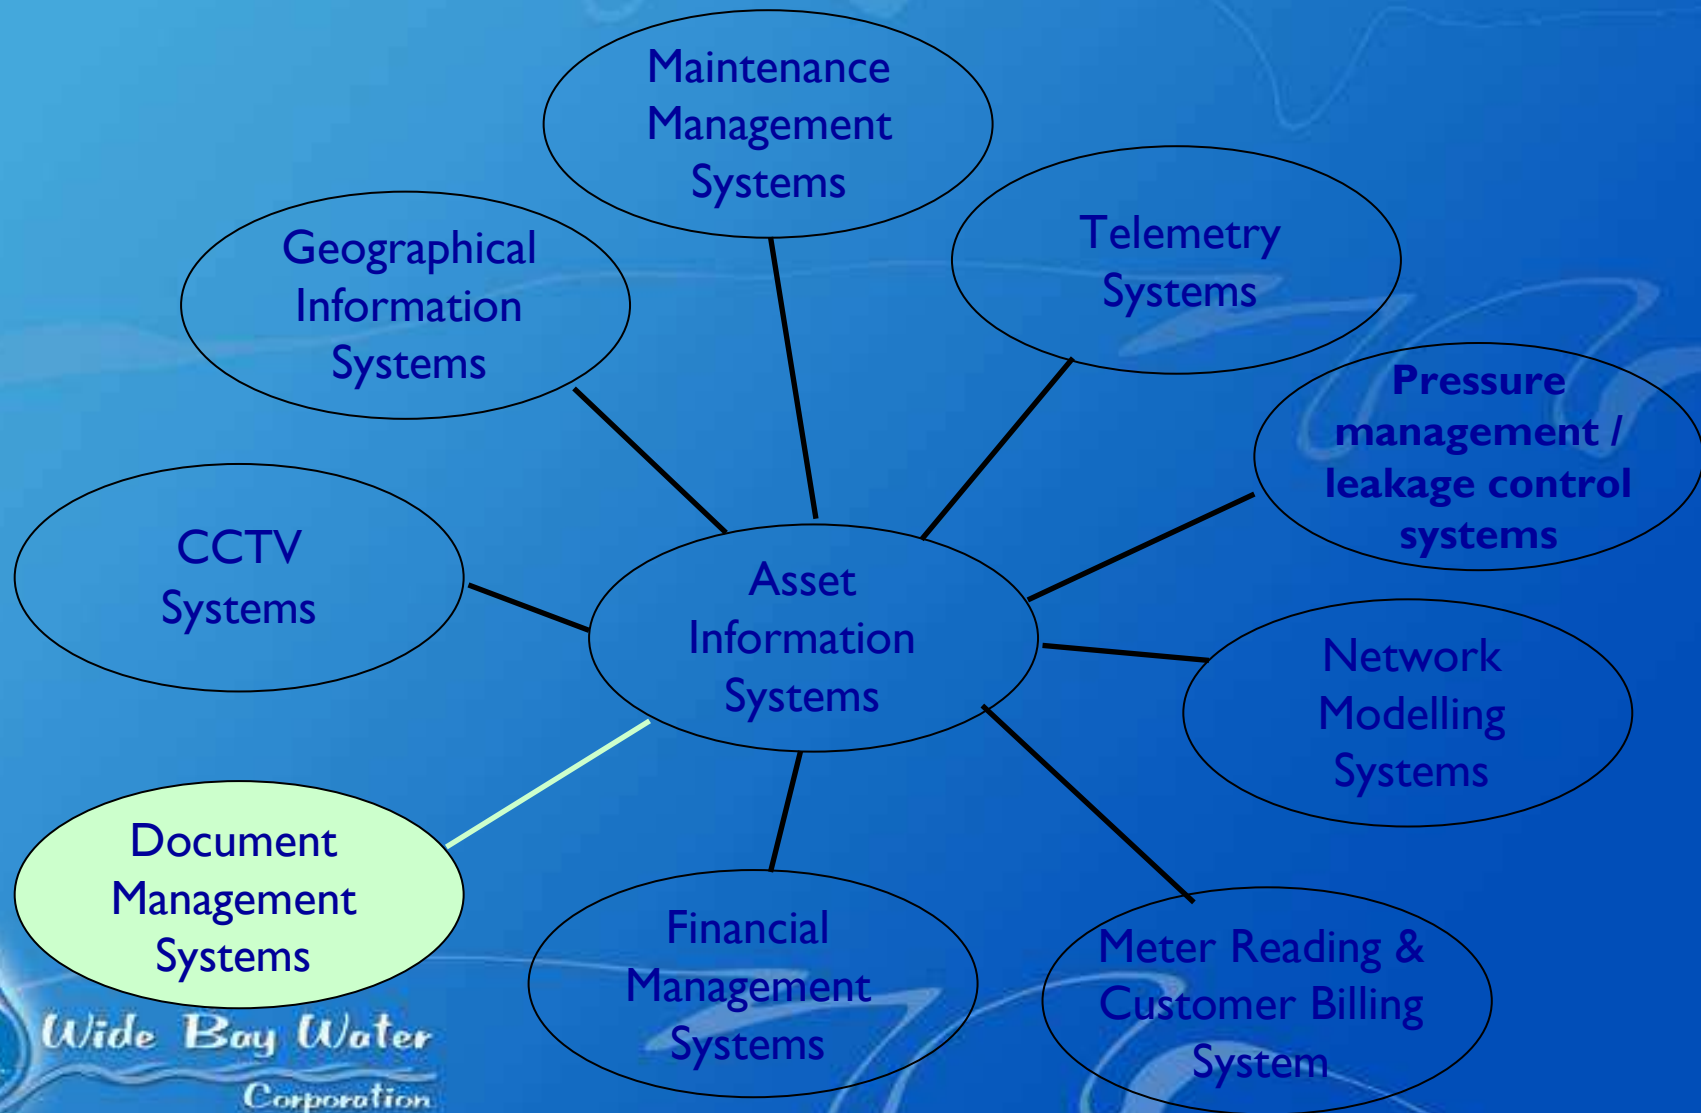 Maintenance
Management
Systems
Geographical
Information
Systems
Telemetry
Systems
Pressure
management /
leakage control
systems
CCTV
Systems
Asset
Information
Systems
Network
Modelling
Systems
Document
Management
Systems
Financial
Management
Systems
Meter Reading &
Customer Billing
System
Wide Bay Water
Corporation